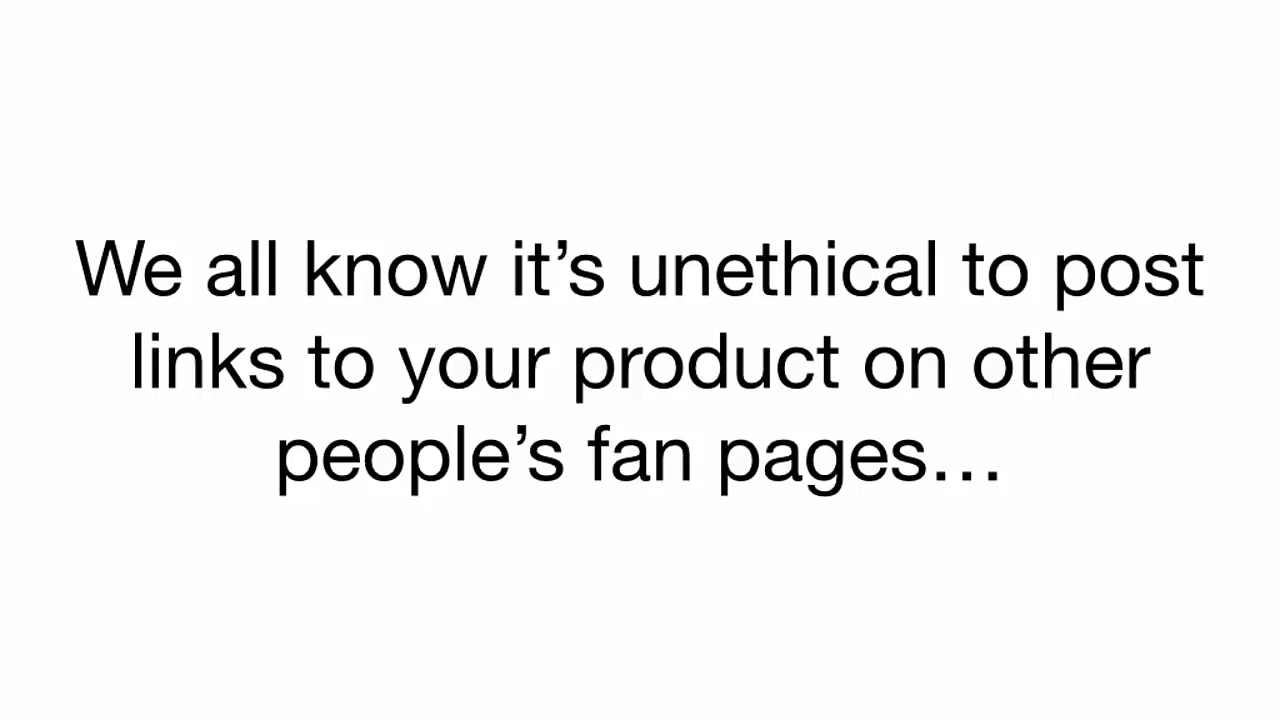 We all know it’s unethical to post
links to your product on other
people’s fan pages…